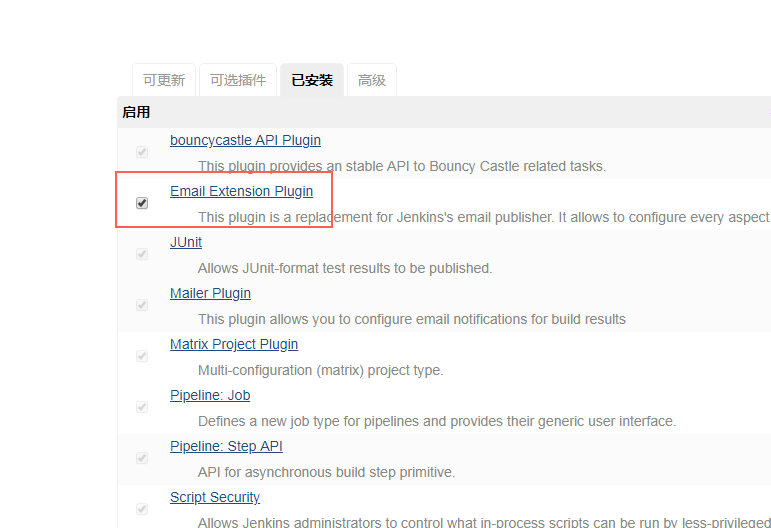 可更新 可选插件 已安装 高级
启用
bouncycastle API Plugin
This plugin provides an stable API to Bouncy Castle related tasks.
Email Extension Plugin
This plugin is a replacement for Jenkins's email publisher. It allows to configure every aspect
JUnit
Allows JUnit-format test results to be published.
Mailer Plugin
This plugin allows you to configure email notifications for build results
Matrix Project Plugin
Multi-configuration (matrix) project type.
Pipeline: Job
Defines a new job type for pipelines and provides their generic user interface.
Pipeline: Step API
API for asynchronous build step primitive.
Script Security
Allows Jenkins administrators to control what in-process scripts can be run by less-privileged